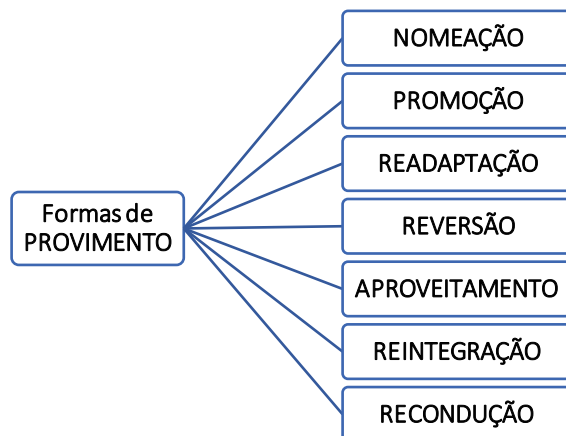 NOMEAÇÃO
PROMOÇÃO
READAPTAÇÃO
Formas de
PROVIMENTO
REVERSÃO
APROVEITAMENTO
REINTEGRAÇÃO
RECONDUÇÃO